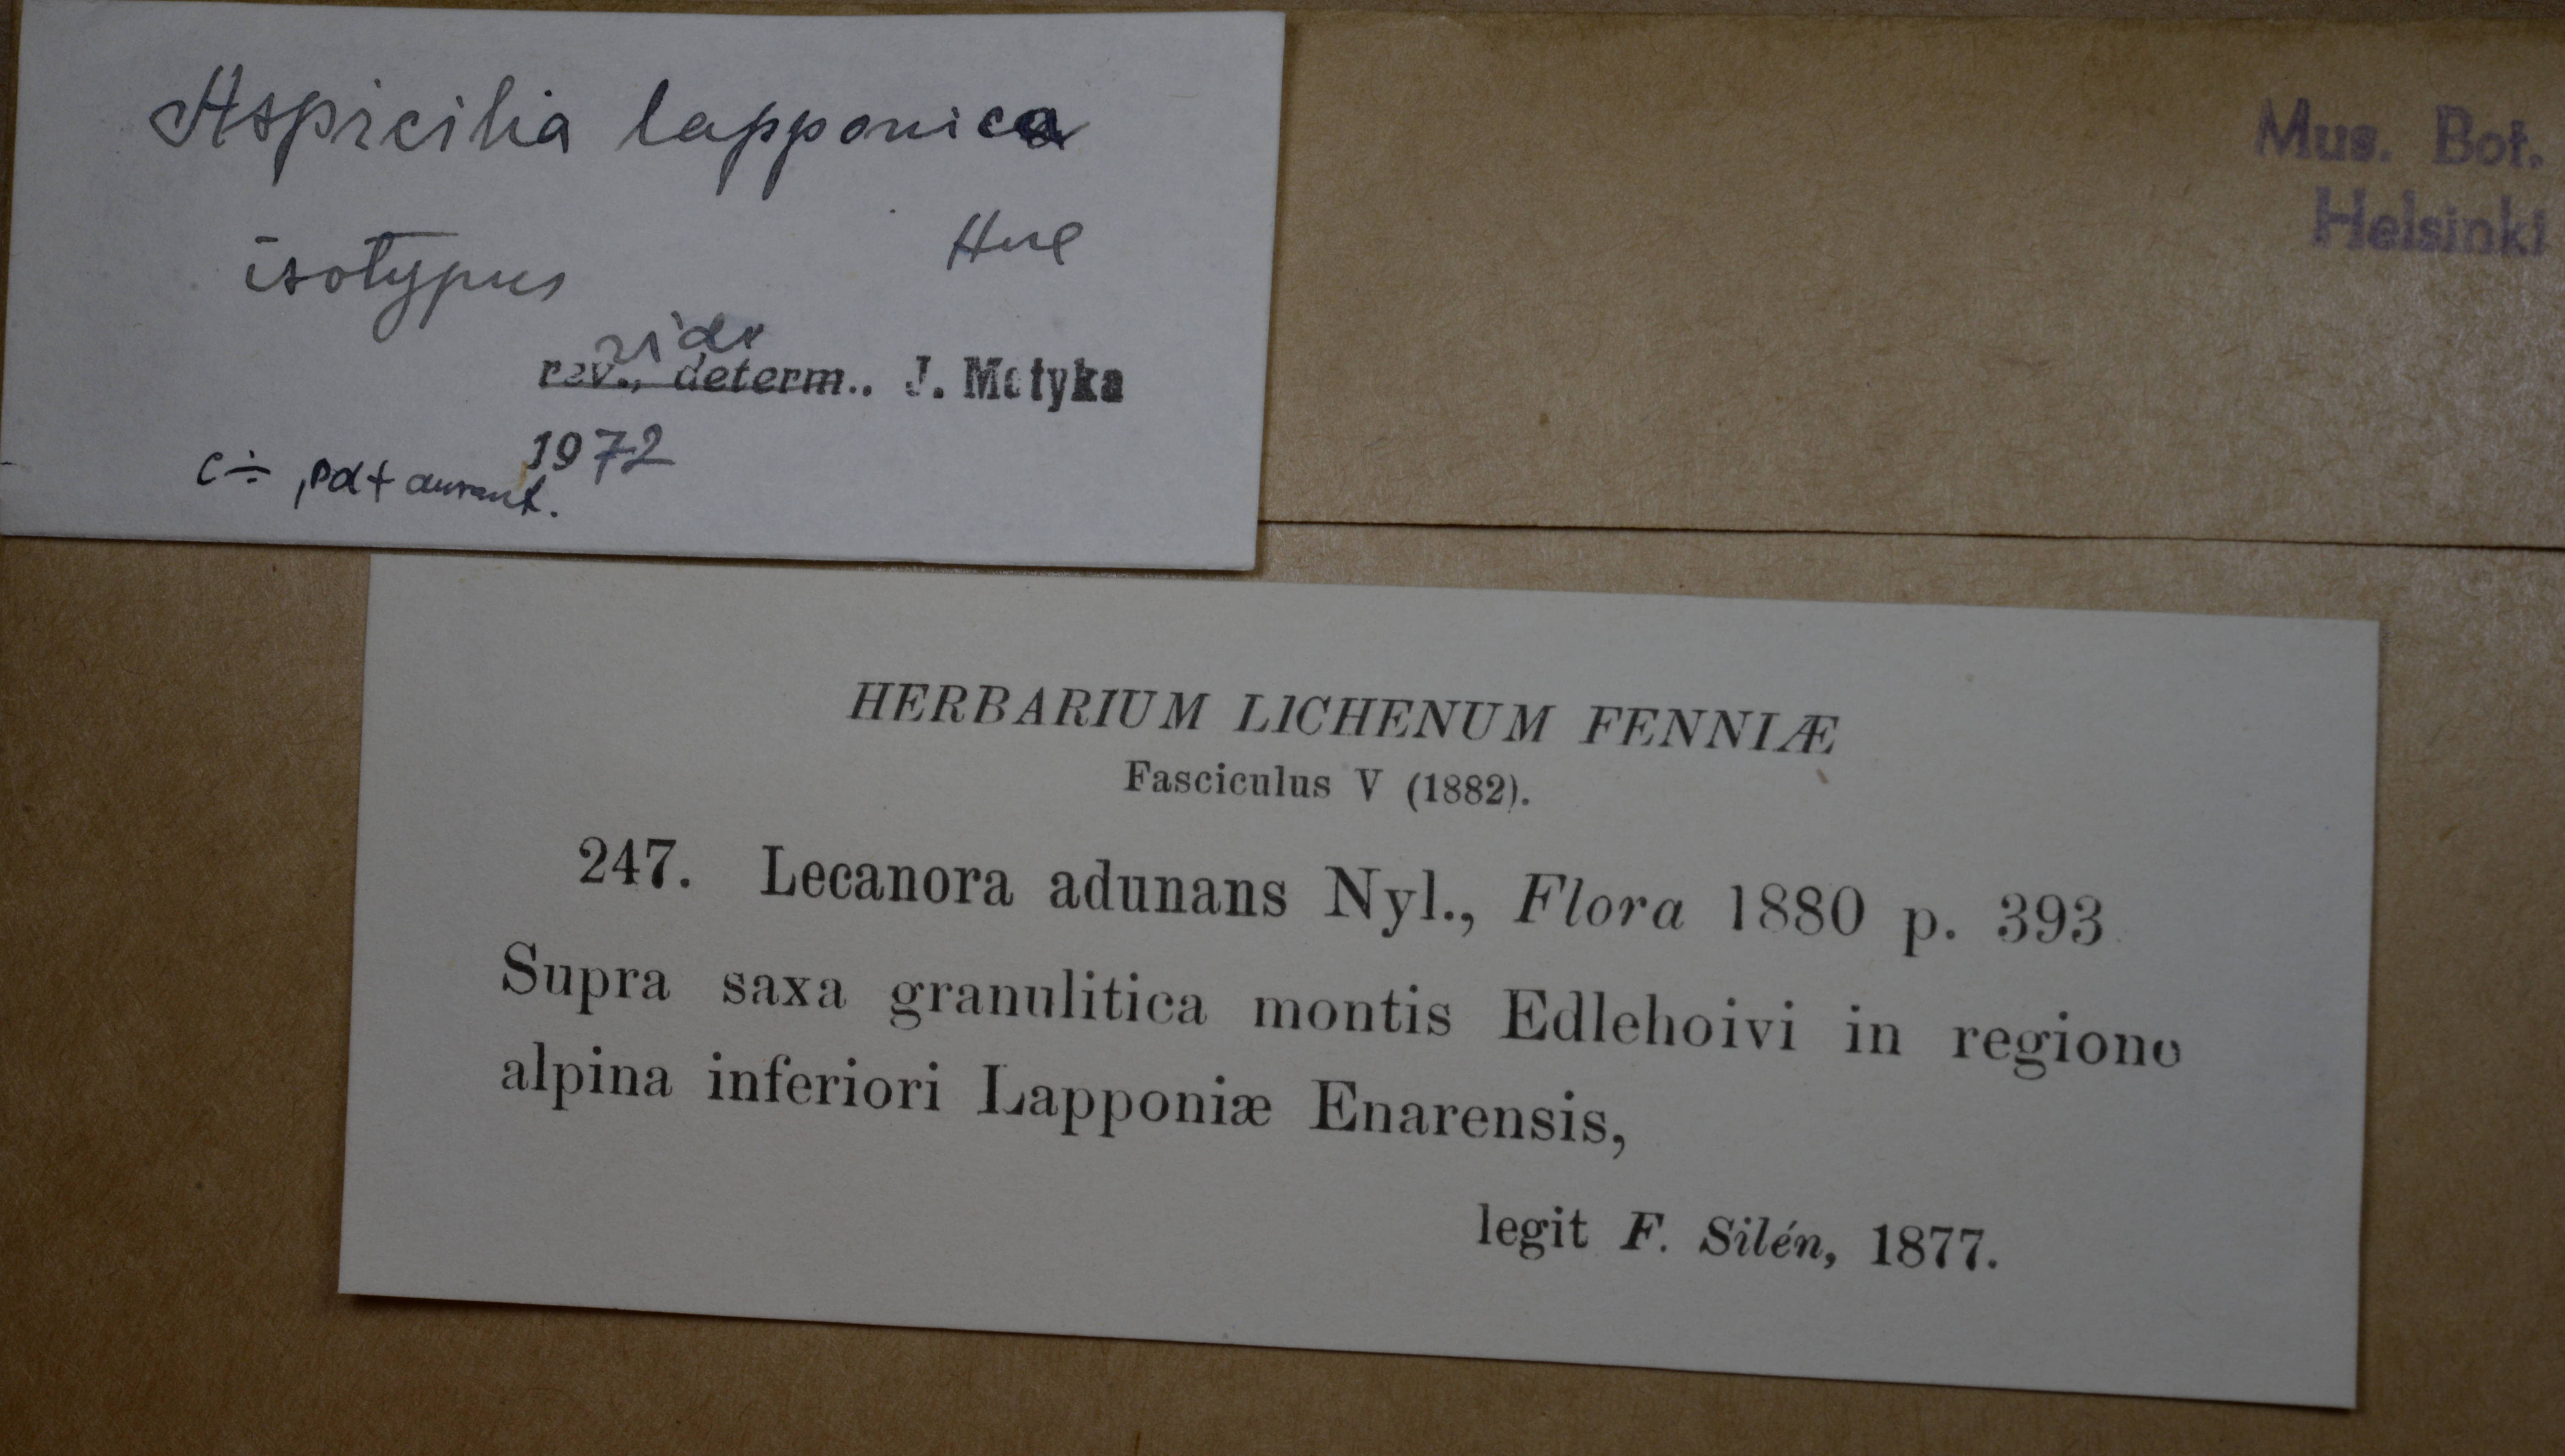 Aspicilia lapponica
Hue
isotypus
vide
rev., determ.. J. Motyka
1972
c÷, pd+ aurant.
Mus. Bot.
Helsinki
HERBARIUM LICHENUM FENNIÆ
Fasciculus V (1882).
247. Lecanora adunans Nyl., Flora 1880 p. 393
Supra saxa granulitica montis Edlehoivi in regione
alpina inferiori Lapponiæ Enarensis,
legit F. Silén, 1877.